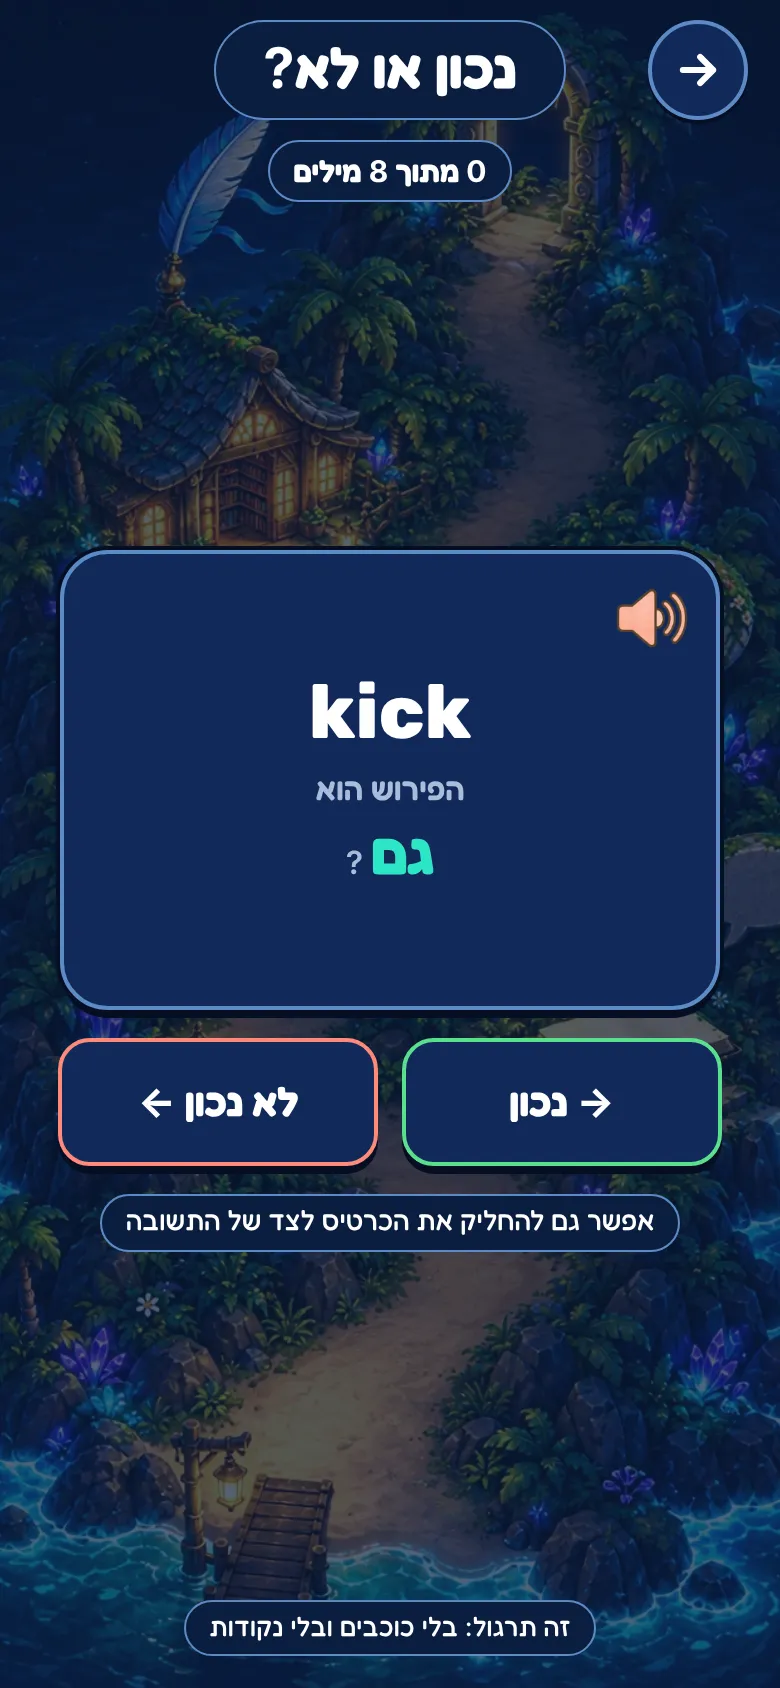 נכון או לא?
0 מתוך 8 מילים
kick
הפירוש הוא
גם ?
→ נכון
לא נכון ←
אפשר גם להחליק את הכרטיס לצד של התשובה
זה תרגול: בלי כוכבים ובלי נקודות